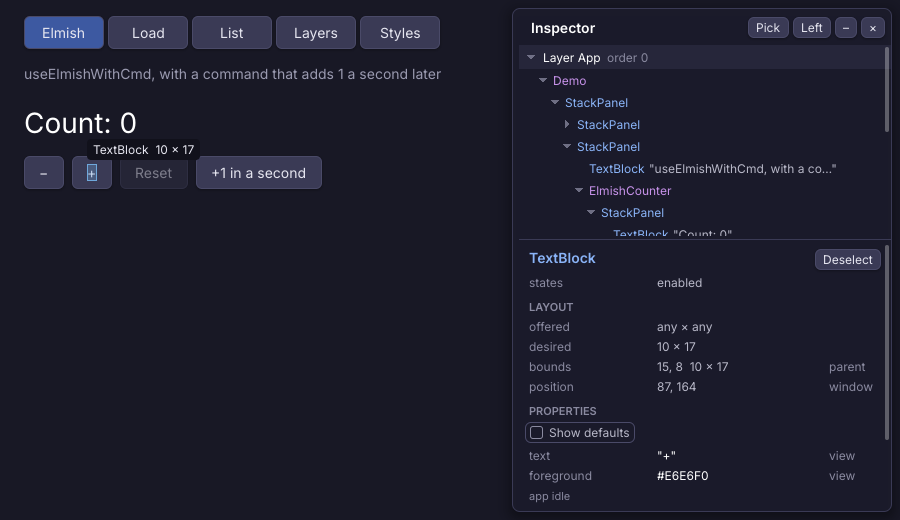 Elmish Load List Layers Styles
useElmishWithCmd, with a command that adds 1 a second later
Count: 0
TextBlock 10 × 17
− + Reset +1 in a second
Inspector Pick Left − ×
Layer App order 0
Demo
StackPanel
StackPanel
StackPanel
TextBlock "useElmishWithCmd, with a co..."
ElmishCounter
StackPanel
TextBlock "Count: 0"
TextBlock Deselect
states enabled
LAYOUT
offered any × any
desired 10 × 17
bounds 15, 8 10 × 17 parent
position 87, 164 window
PROPERTIES
Show defaults
text "+" view
foreground #E6E6F0 view
app idle